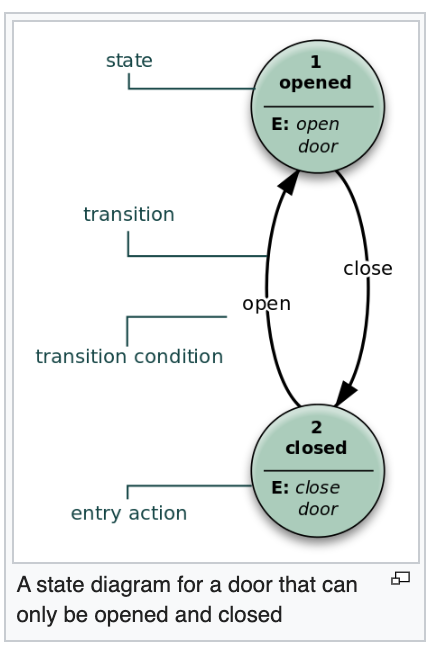 state
1
opened
E: open
door
transition
close
open
transition condition
2
closed
E: close
door
entry action
A state diagram for a door that can
only be opened and closed